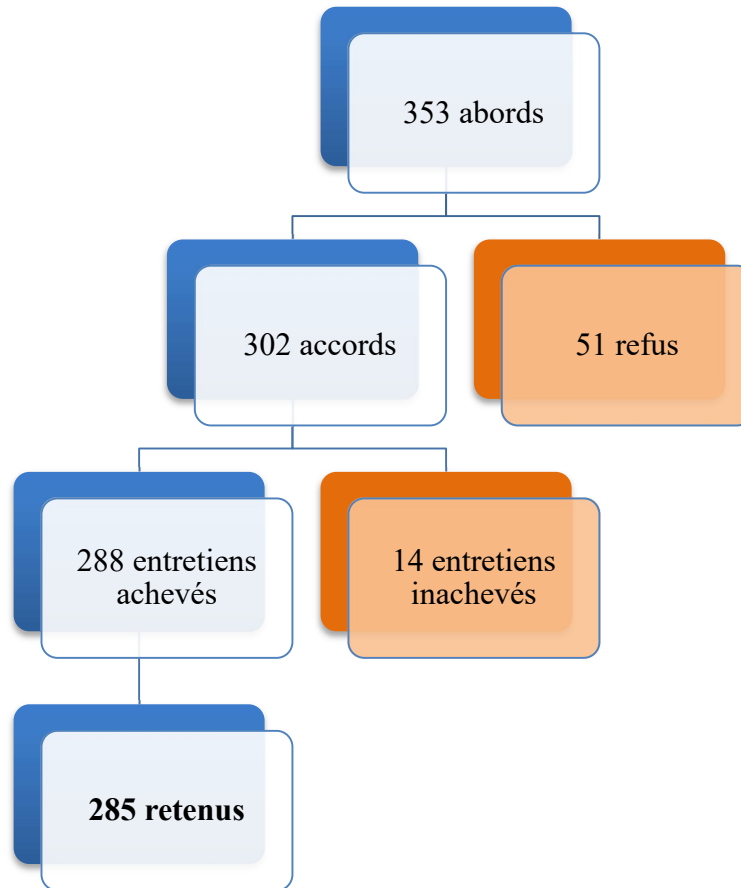 353 abords
302 accords
51 refus
288 entretiens
achevés
14 entretiens
inachevés
285 retenus